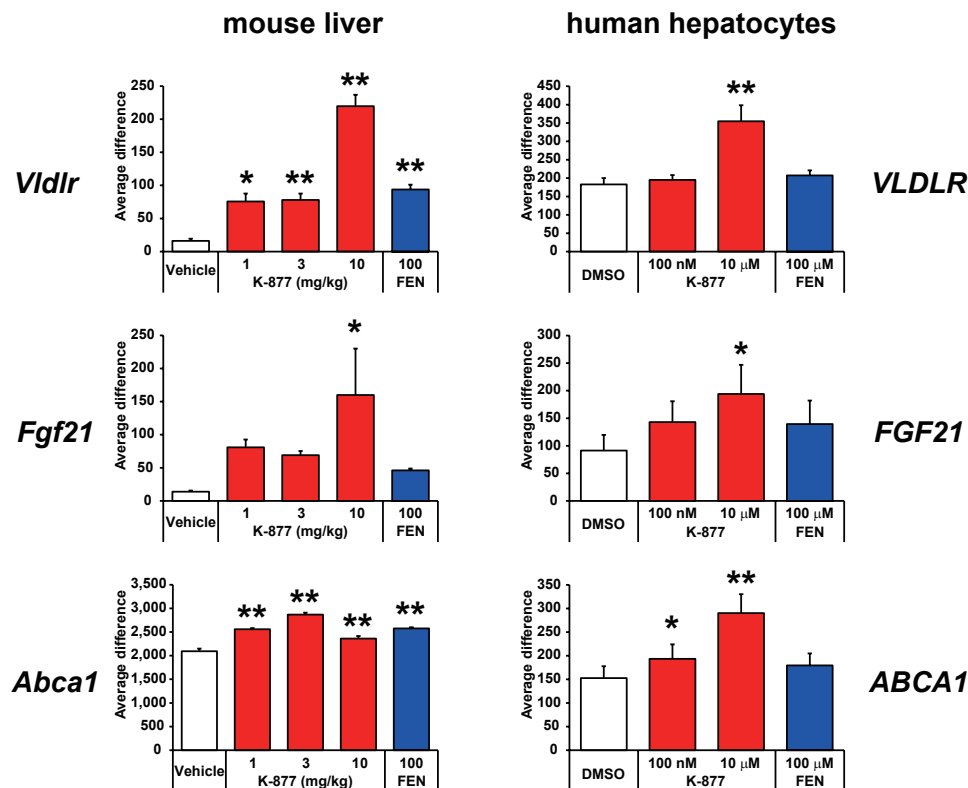 mouse liver
human hepatocytes
Vldlr
Average difference
250
200
150
100
50
0
*
**
**
**
Vehicle
1
3
10
100
K-877 (mg/kg)
FEN
VLDLR
Average difference
450
400
350
300
250
200
150
100
50
0
**
DMSO
100 nM
10 μM
100 μM
K-877
FEN
Fgf21
Average difference
250
200
150
100
50
0
*
Vehicle
1
3
10
100
K-877 (mg/kg)
FEN
FGF21
Average difference
300
250
200
150
100
50
0
*
DMSO
100 nM
10 μM
100 μM
K-877
FEN
Abca1
Average difference
3,500
3,000
2,500
2,000
1,500
1,000
500
0
**
**
**
**
Vehicle
1
3
10
100
K-877 (mg/kg)
FEN
ABCA1
Average difference
350
300
250
200
150
100
50
0
*
**
DMSO
100 nM
10 μM
100 μM
K-877
FEN